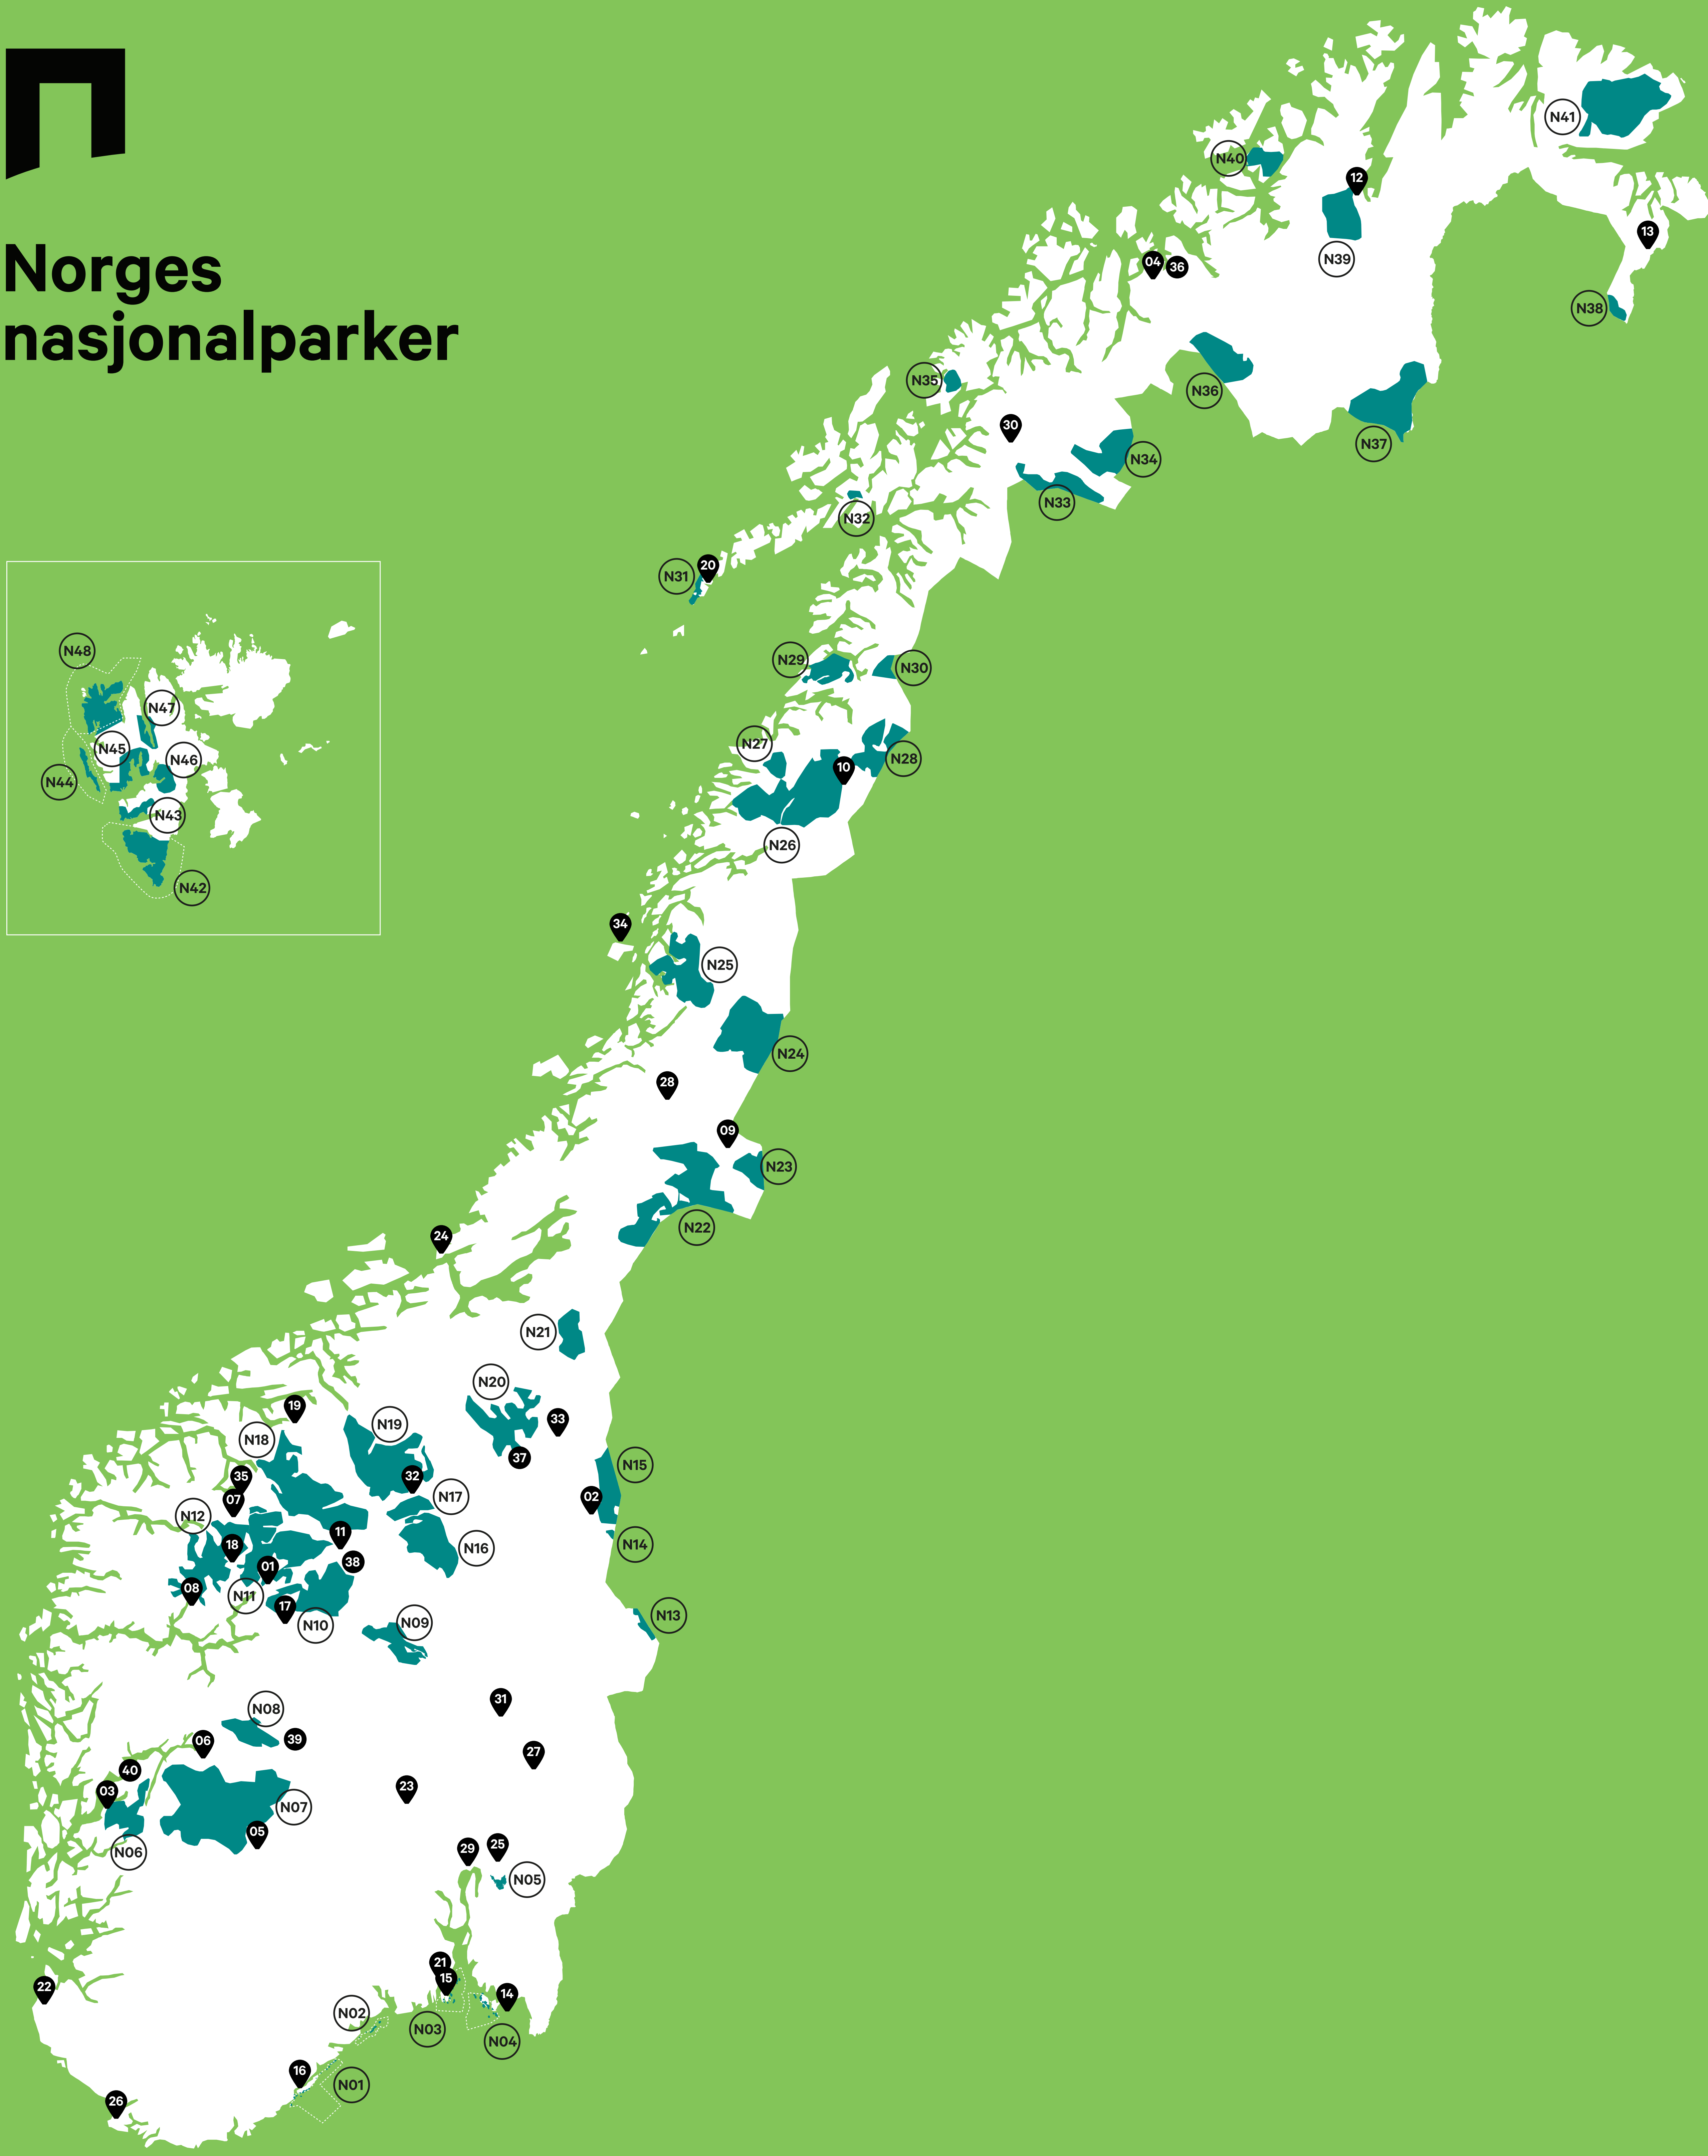 Norges
nasjonalparker
N41
N40
12
13
04
36
N39
N38
N35
N36
30
N37
N34
N33
N32
20
N31
N48
N29
N30
N47
N27
N45
N46
N28
10
N44
N43
N26
N42
34
N25
N24
28
09
N23
N22
24
N21
N20
19
N19
33
N18
37
N15
35
32
07
N17
02
N12
11
18
N14
N16
38
01
08
N11
17
N13
N10
N09
31
N08
06
39
27
40
03
23
N07
05
29
25
N06
N05
21
15
22
14
N02
N03
N04
16
N01
26